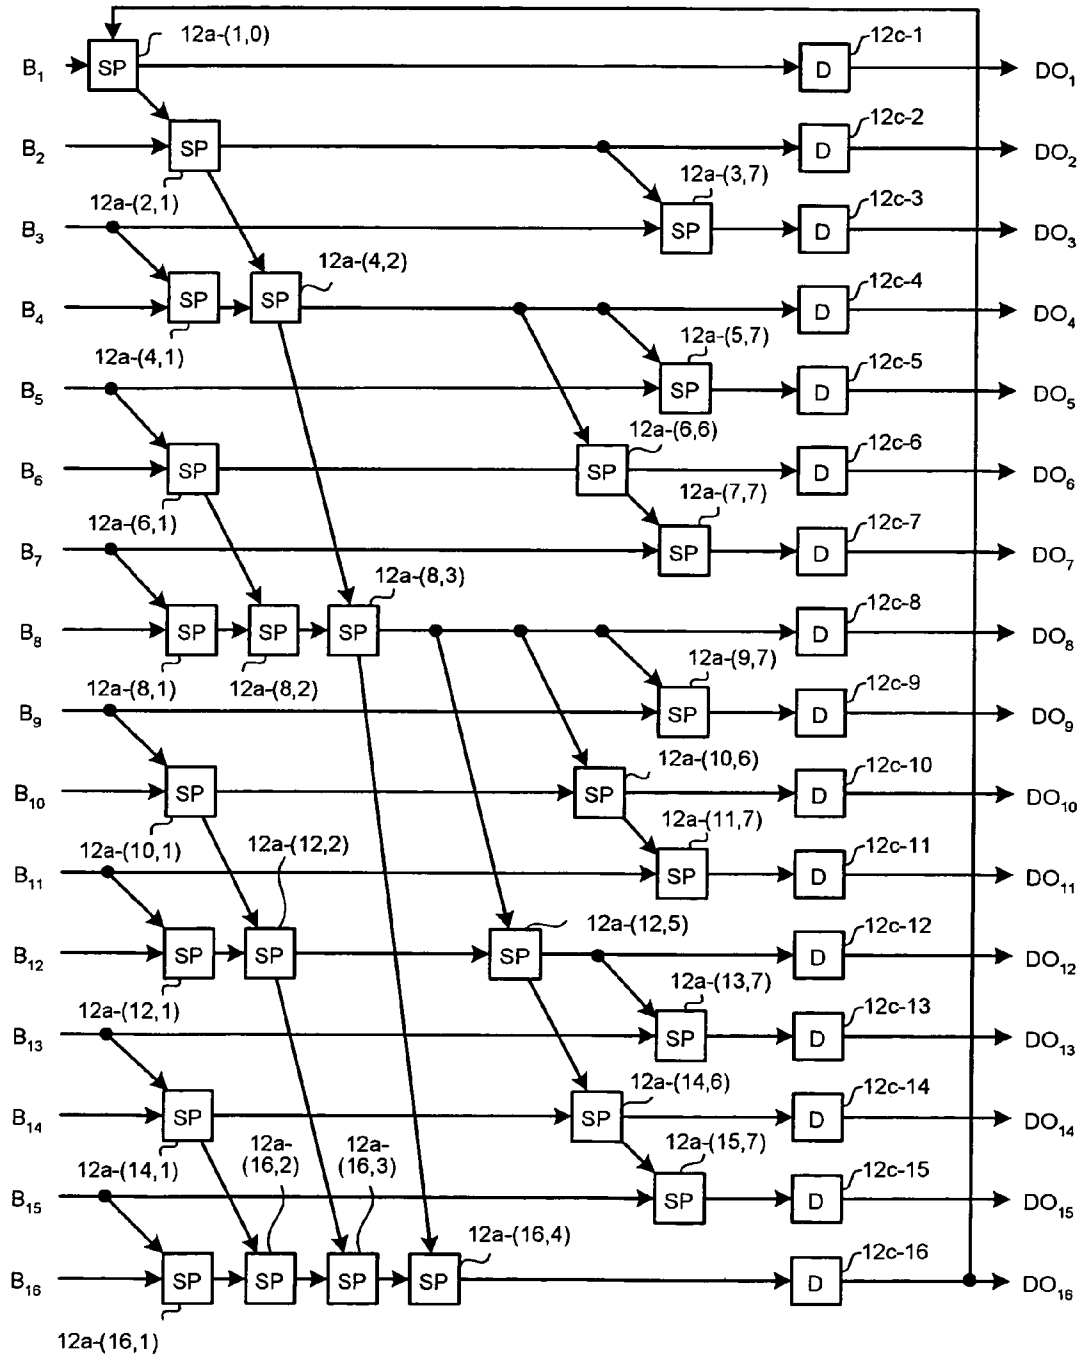 12a-(1,0)
12c-1
B1 SP D DO1
12c-2
B2 SP D DO2
12a-(2,1)
12a-(3,7)
12c-3
B3 SP D DO3
12a-(4,2)
12c-4
B4 SP SP D DO4
12a-(4,1)
12a-(5,7)
12c-5
B5 SP D DO5
12a-(6,6)
12c-6
B6 SP SP D DO6
12a-(6,1)
12a-(7,7)
12c-7
B7 SP D DO7
12a-(8,3)
12c-8
B8 SP SP SP D DO8
12a-(8,1)
12a-(8,2)
12a-(9,7)
12c-9
B9 SP D DO9
12a-(10,6)
12c-10
B10 SP SP D DO10
12a-(10,1)
12a-(12,2)
12a-(11,7)
12c-11
B11 SP D DO11
12a-(12,5)
12c-12
B12 SP SP SP D DO12
12a-(12,1)
12a-(13,7)
12c-13
B13 SP D DO13
12a-(14,6)
12c-14
B14 SP SP D DO14
12a-(14,1)
12a-
(16,2)
12a-
(16,3)
12a-(15,7)
12c-15
B15 SP D DO15
12a-(16,4)
12c-16
B16 SP SP SP SP D DO16
12a-(16,1)